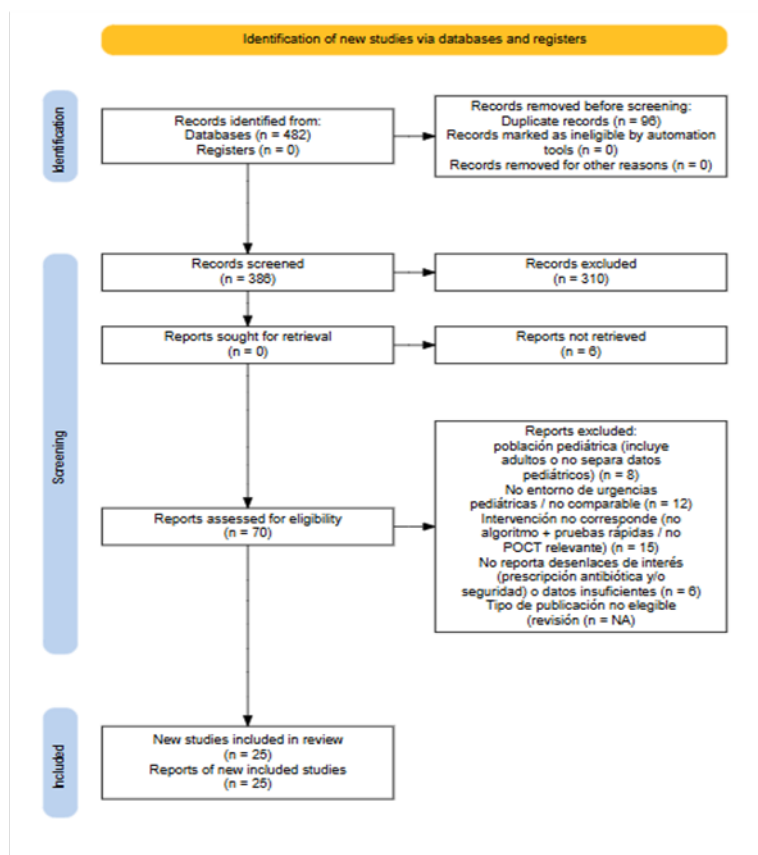 Identification of new studies via databases and registers
Identification
Records identified from:
Databases (n = 482)
Registers (n = 0)
Records removed before screening:
Duplicate records (n = 96)
Records marked as ineligible by automation
tools (n = 0)
Records removed for other reasons (n = 0)
Screening
Records screened
(n = 386)
Records excluded
(n = 310)
Reports sought for retrieval
(n = 0)
Reports not retrieved
(n = 6)
Reports assessed for eligibility
(n = 70)
Reports excluded:
población pediátrica (incluye
adultos o no separa datos
pediátricos) (n = 8)
No entorno de urgencias
pediátricas / no comparable (n = 12)
Intervención no corresponde (no
algoritmo + pruebas rápidas / no
POCT relevante) (n = 15)
No reporta desenlaces de interés
(prescripción antibiótica y/o
seguridad) o datos insuficientes (n = 6)
Tipo de publicación no elegible
(revisión (n = NA)
Included
New studies included in review
(n = 25)
Reports of new included studies
(n = 25)